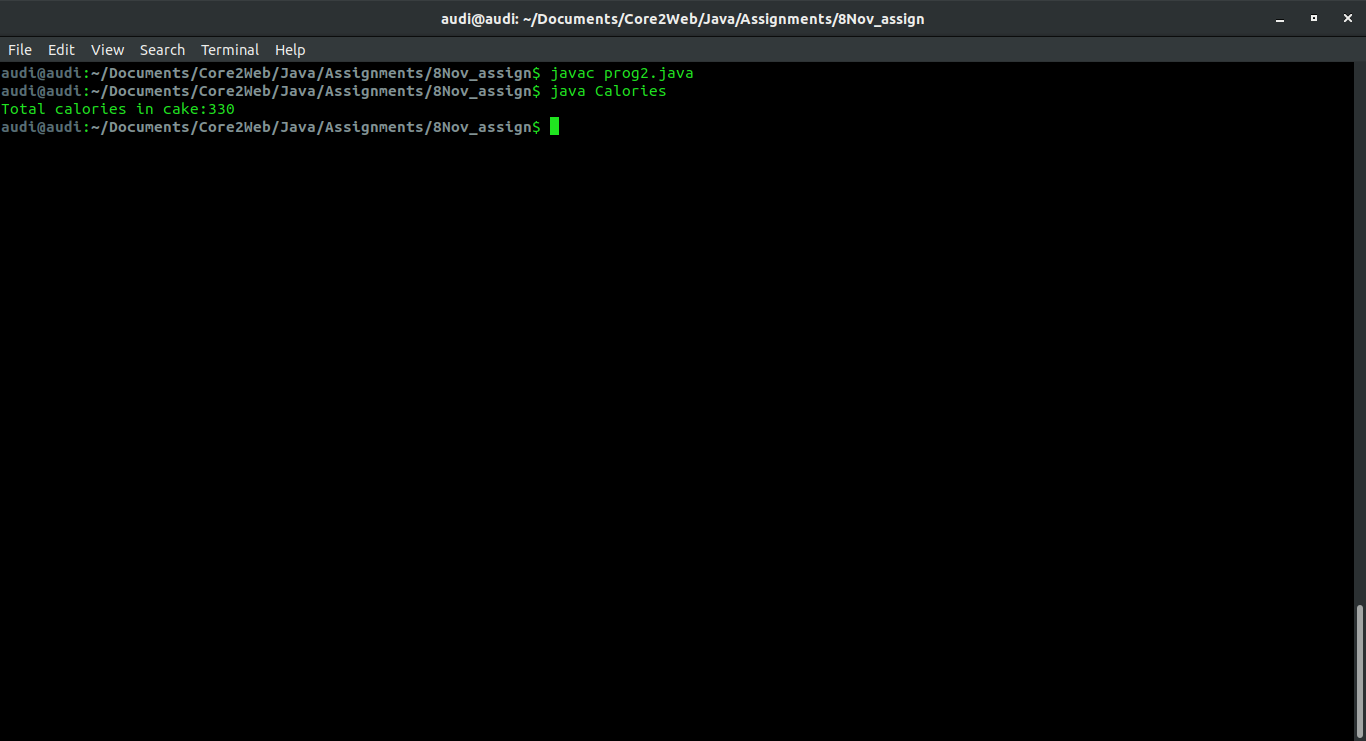 audi@audi: ~/Documents/Core2Web/Java/Assignments/8Nov_assign
File Edit View Search Terminal Help
audi@audi:~/Documents/Core2Web/Java/Assignments/8Nov_assign$ javac prog2.java
audi@audi:~/Documents/Core2Web/Java/Assignments/8Nov_assign$ java Calories
Total calories in cake:330
audi@audi:~/Documents/Core2Web/Java/Assignments/8Nov_assign$